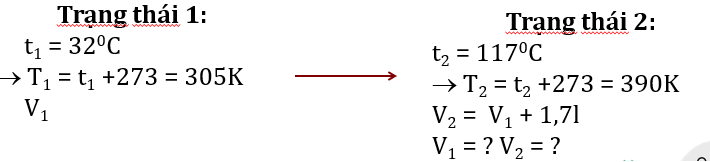 Trạng thái 1:
t₁ = 32⁰C
→ T₁ = t₁ +273 = 305K
V₁
Trạng thái 2:
t₂ = 117⁰C
→ T₂ = t₂ +273 = 390K
V₂ = V₁ + 1,7l
V₁ = ? V₂ = ?